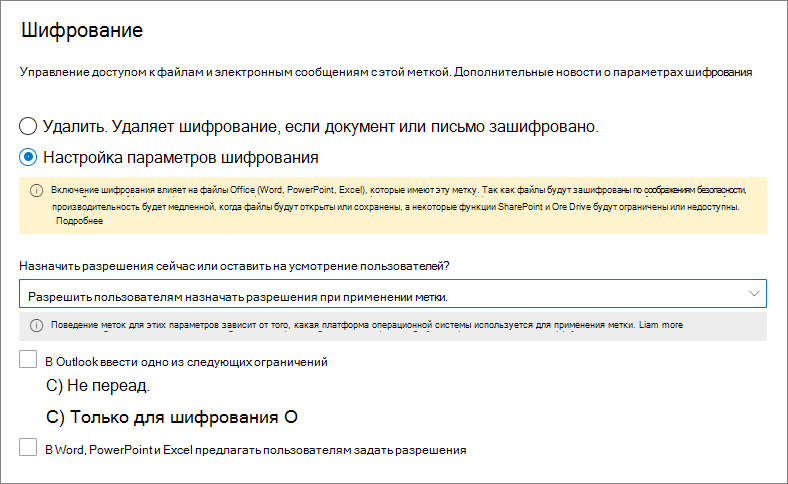 Шифрование
Управление доступом к файлам и электронным сообщениям с этой меткой. Дополнительные новости о параметрах шифрования
Удалить. Удаляет шифрование, если документ или письмо зашифровано.
Настройка параметров шифрования
Включение шифрования влияет на файлы Office (Word, PowerPoint, Excel), которые имеют эту метку. Так как файлы будут зашифрованы по соображениям безопасности,
производительность будет медленной, когда файлы будут открыты или сохранены, а некоторые функции SharePoint и Ore Drive будут ограничены или недоступны.
Подробнее
Назначить разрешения сейчас или оставить на усмотрение пользователей?
Разрешить пользователям назначать разрешения при применении метки.
Поведение меток для этих параметров зависит от того, какая платформа операционной системы используется для применения метки. Liam more
В Outlook ввести одно из следующих ограничений
С) Не переад.
С) Только для шифрования О
В Word, PowerPoint и Excel предлагать пользователям задать разрешения